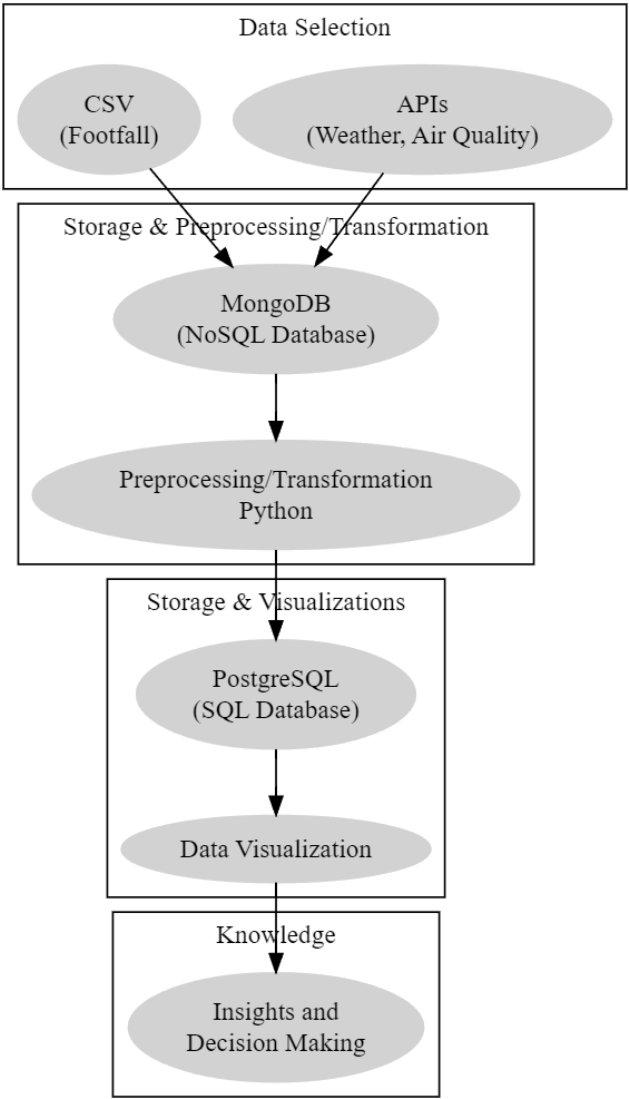 Data Selection
CSV
(Footfall)
APIs
(Weather, Air Quality)
Storage & Preprocessing/Transformation
MongoDB
(NoSQL Database)
Preprocessing/Transformation
Python
Storage & Visualizations
PostgreSQL
(SQL Database)
Data Visualization
Knowledge
Insights and
Decision Making